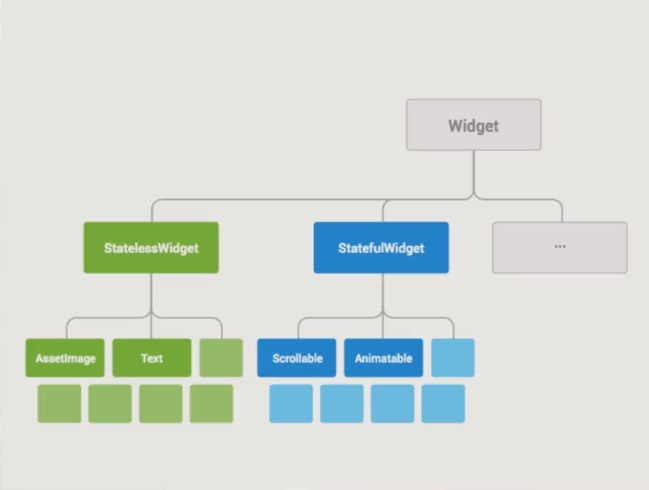 Widget
StatelessWidget
StatefulWidget
...
AssetImage
Text
Scrollable
Animatable